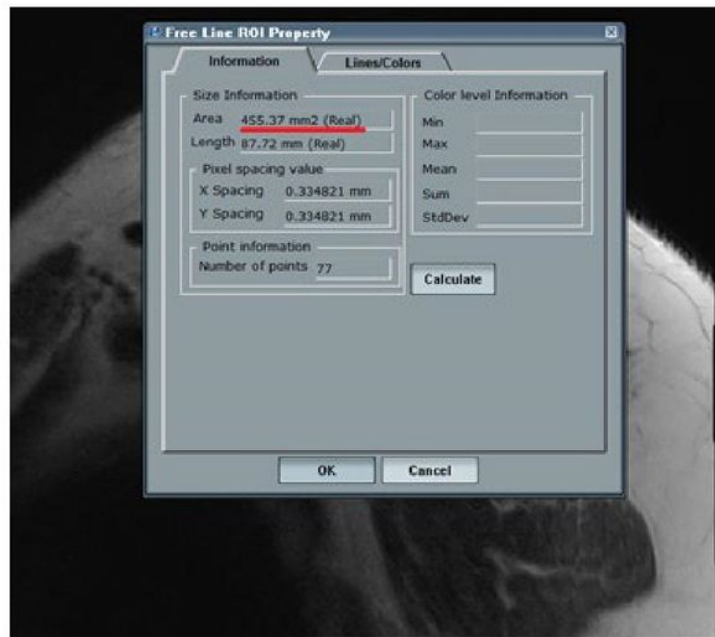 Free Line ROI Property
Information
Lines/Colors
Size Information
Area 455.37 mm2 (Real)
Length 87.72 mm (Real)
Pixel spacing value
X Spacing 0.334821 mm
Y Spacing 0.334821 mm
Point information
Number of points 77
Color level Information
Min
Max
Mean
Sum
StdDev
Calculate
OK
Cancel